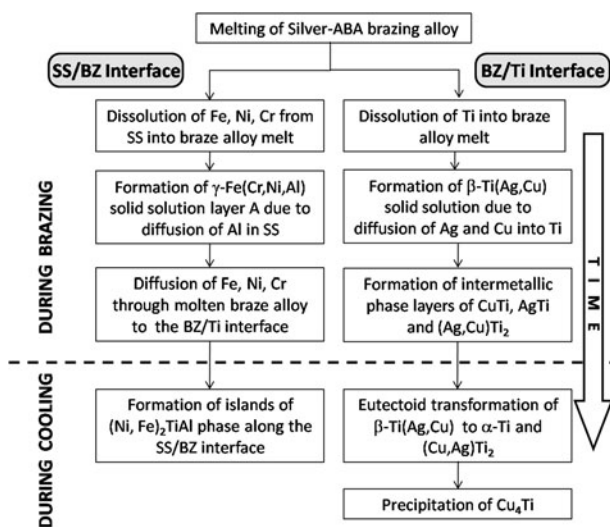 Melting of Silver-ABA brazing alloy
SS/BZ Interface
BZ/Ti Interface
Dissolution of Fe, Ni, Cr from
SS into braze alloy melt
Dissolution of Ti into braze
alloy melt
Formation of γ-Fe(Cr,Ni,Al)
solid solution layer A due to
diffusion of Al in SS
Formation of β-Ti(Ag,Cu)
solid solution due to
diffusion of Ag and Cu into Ti
Diffusion of Fe, Ni, Cr
through molten braze alloy
to the BZ/Ti interface
Formation of intermetallic
phase layers of CuTi, AgTi
and (Ag,Cu)Ti₂
DURING BRAZING
TIME
Formation of islands of
(Ni, Fe)₂TiAl phase along the
SS/BZ interface
Eutectoid transformation of
β-Ti(Ag,Cu) to α-Ti and
(Cu,Ag)Ti₂
Precipitation of Cu₄Ti
DURING COOLING